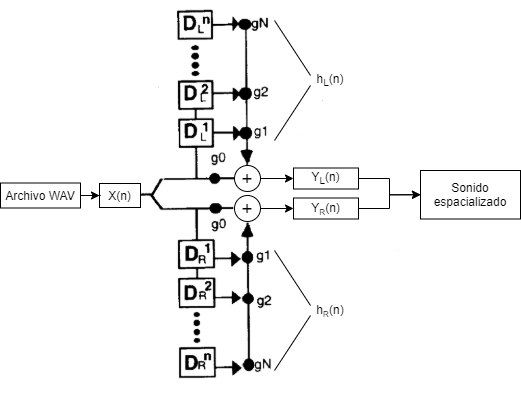 D_L^n gN
h_L(n)
D_L^2 g2
D_L^1 g1
g0
+ Y_L(n)
Archivo WAV X(n) Sonido
espacializado
+ Y_R(n)
g0
D_R^1 g1
D_R^2 g2
h_R(n)
D_R^n gN